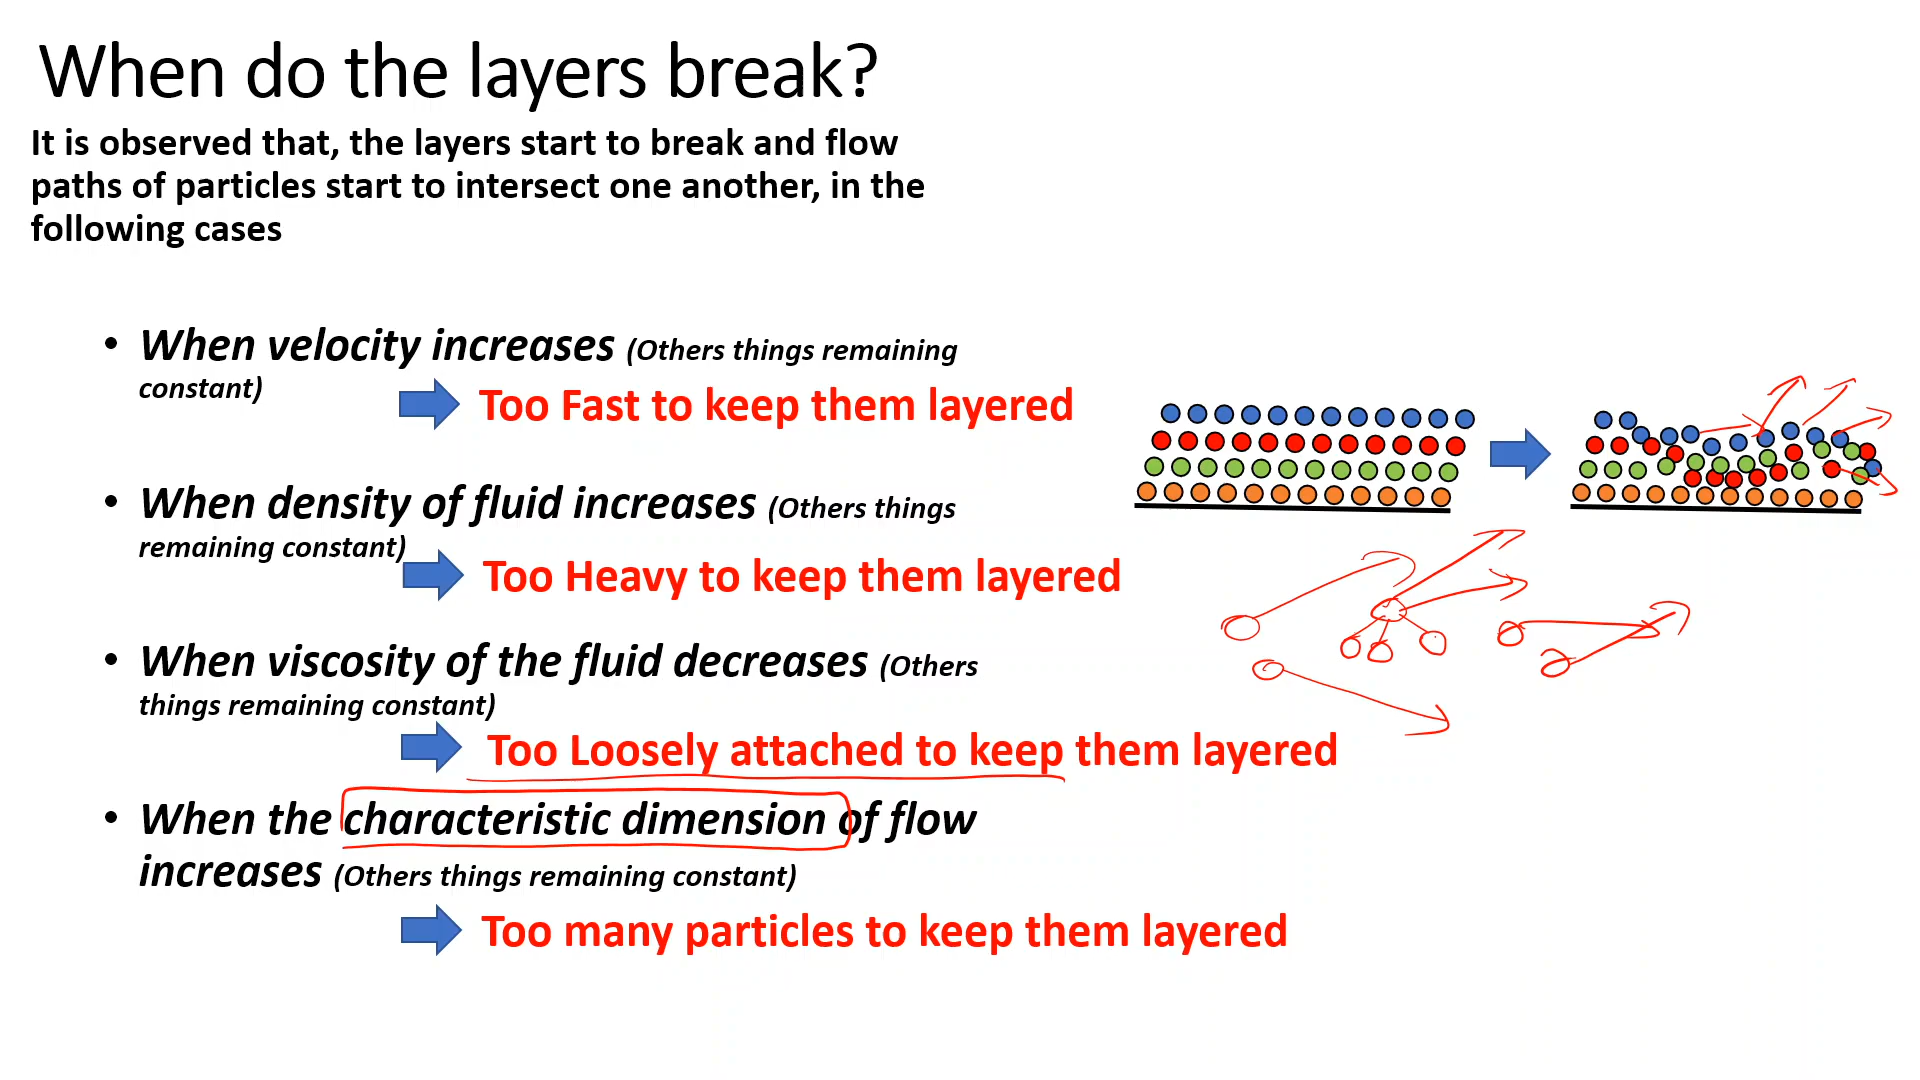 When do the layers break?
It is observed that, the layers start to break and flow
paths of particles start to intersect one another, in the
following cases
• When velocity increases (Others things remaining
constant)
Too Fast to keep them layered
• When density of fluid increases (Others things
remaining constant)
Too Heavy to keep them layered
• When viscosity of the fluid decreases (Others
things remaining constant)
Too Loosely attached to keep them layered
• When the characteristic dimension of flow
increases (Others things remaining constant)
Too many particles to keep them layered